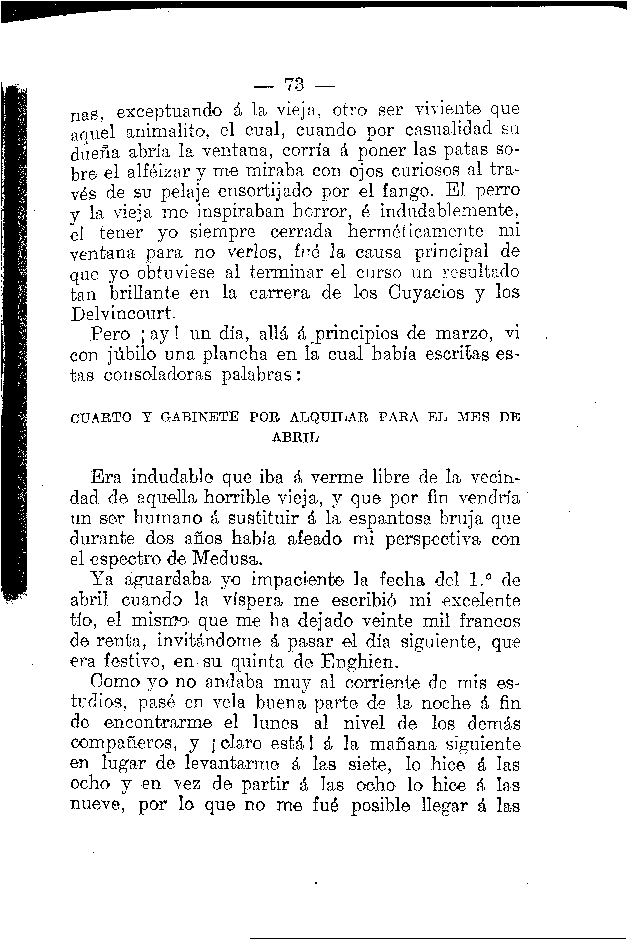 — 73 —
nas, exceptuando á la vieja, otro ser viviente que
aquel animalito, el cual, cuando por casualidad su
dueña abría la ventana, corría á poner las patas so-
bre el alféizar y me miraba con ojos curiosos al tra-
vés de su pelaje ensortijado por el fango. El perro
y la vieja me inspiraban horror, é indudablemente,
el tener yo siempre cerrada herméticamente mi
ventana para no verlos, fué la causa principal de
que yo obtuviese al terminar el curso un resultado
tan brillante en la carrera de los Cuyacios y los
Delvincourt.
Pero ¡ay! un día, allá á principios de marzo, vi
con júbilo una plancha en la cual había escritas es-
tas consoladoras palabras:
CUARTO Y GABINETE POR ALQUILAR PARA EL MES DE
ABRIL
Era indudable que iba á verme libre de la vecin-
dad de aquella horrible vieja, y que por fin vendría
un ser humano á sustituir á la espantosa bruja que
durante dos años había afeado mi perspectiva con
el espectro de Medusa.
Ya aguardaba yo impaciente la fecha del 1.º de
abril cuando la víspera me escribió mi excelente
tío, el mismo que me ha dejado veinte mil francos
de renta, invitándome á pasar el día siguiente, que
era festivo, en su quinta de Enghien.
Como yo no andaba muy al corriente de mis es-
tudios, pasé en vela buena parte de la noche á fin
de encontrarme el lunes al nivel de los demás
compañeros, y ¡claro está! á la mañana siguiente
en lugar de levantarme á las siete, lo hice á las
ocho y en vez de partir á las ocho lo hice á las
nueve, por lo que no me fué posible llegar á las